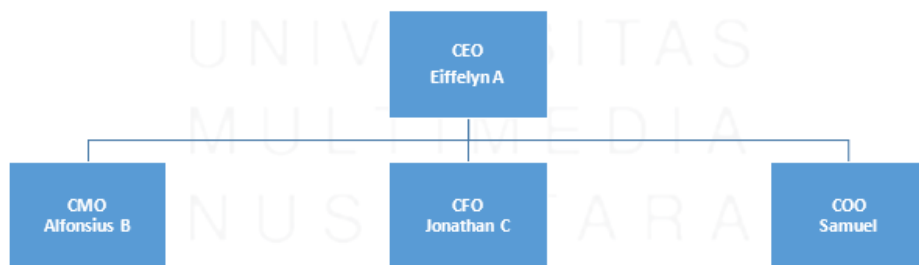 UNIVERSITAS
CEO
Eiffelyn A
MULTIMEDIA
NUSANTARA
CMO
Alfonsius B
CFO
Jonathan C
COO
Samuel